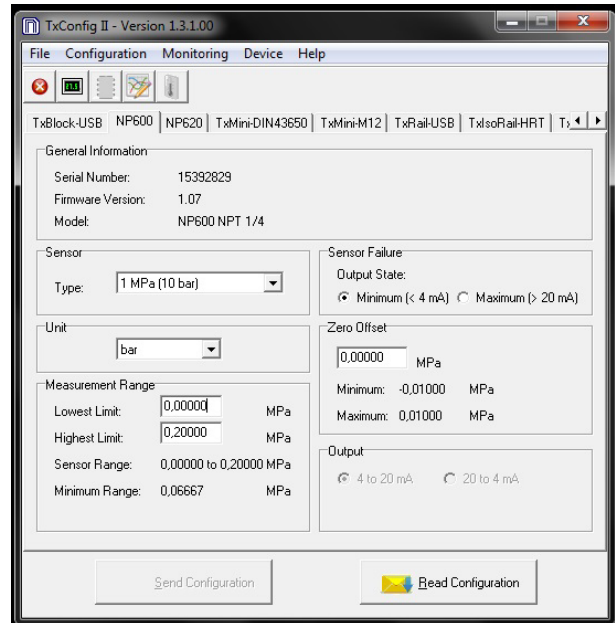 TxConfig II - Version 1.3.1.00
File Configuration Monitoring Device Help
TxBlock-USB NP600 NP620 TxMini-DIN43650 TxMini-M12 TxRail-USB TxIsoRail-HRT
General Information
Serial Number: 15392829
Firmware Version: 1.07
Model: NP600 NPT 1/4
Sensor
Type: 1 MPa (10 bar)
Sensor Failure
Output State:
Minimum (< 4 mA) Maximum (> 20 mA)
Unit
bar
Zero Offset
0,00000 MPa
Minimum: -0,01000 MPa
Maximum: 0,01000 MPa
Measurement Range
Lowest Limit: 0,00000 MPa
Highest Limit: 0,20000 MPa
Sensor Range: 0,00000 to 0,20000 MPa
Minimum Range: 0,06667 MPa
Output
4 to 20 mA 20 to 4 mA
Send Configuration
Read Configuration